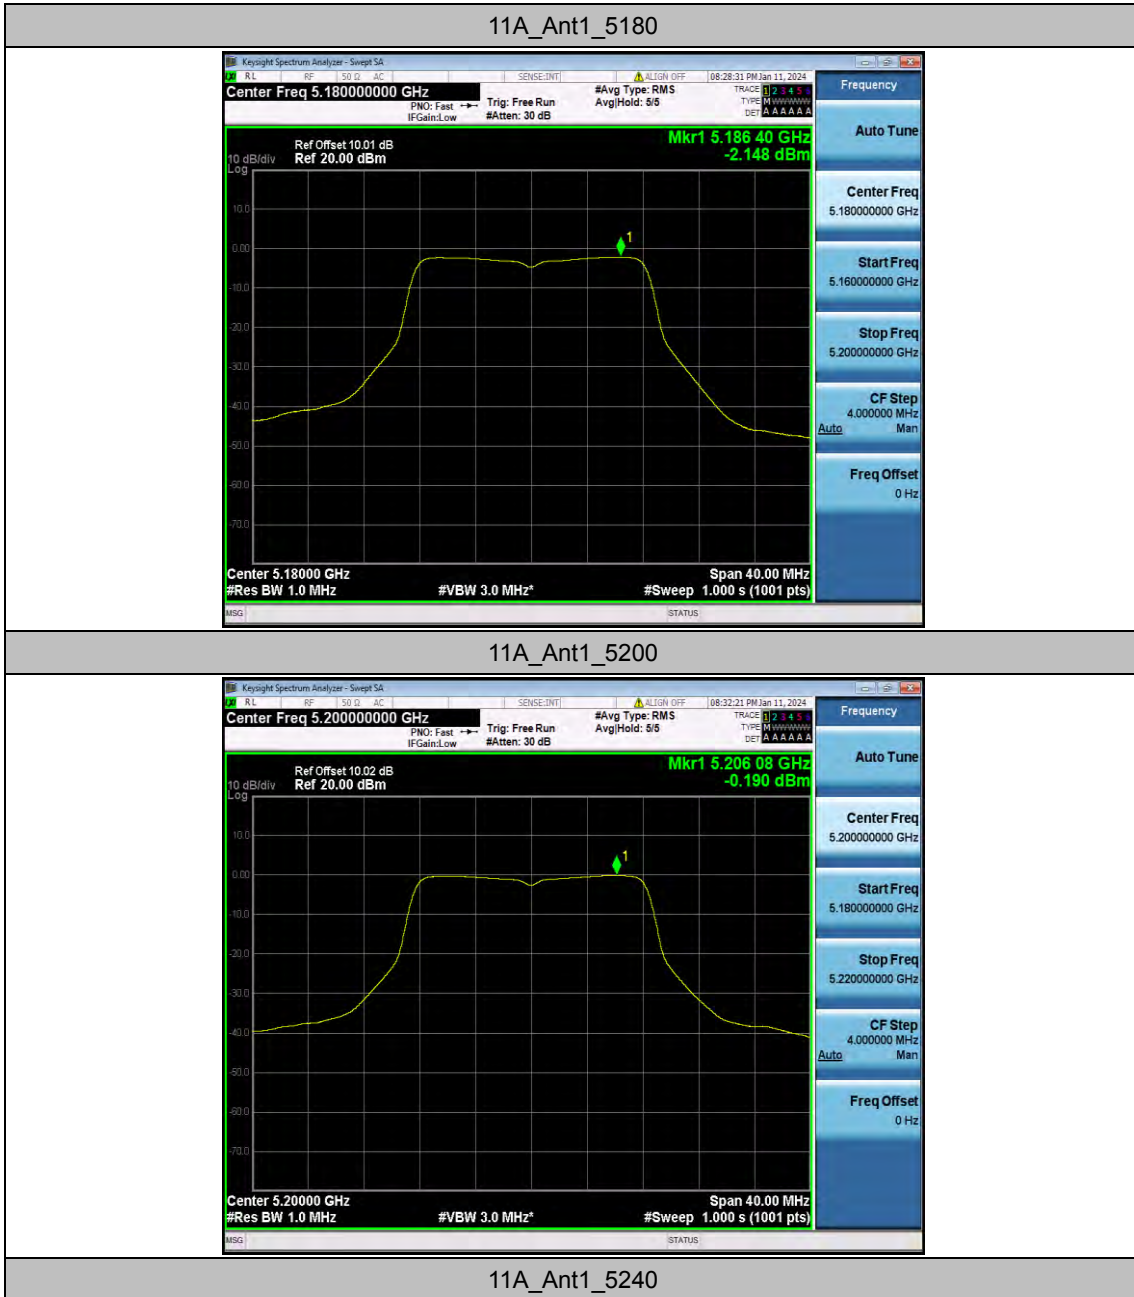 11A_Ant1_5180
Keysight Spectrum Analyzer - Swept SA
RL RF 50 Ω AC SENSE:INT ALIGN OFF 08:28:31 PM Jan 11, 2024
Center Freq 5.180000000 GHz
PNO: Fast
IFGain:Low
Trig: Free Run
#Atten: 30 dB
#Avg Type: RMS
Avg|Hold: 5/5
TRACE 1 2 3 4 5 6
TYPE M WWWWW
DET A A A A A A
Frequency
Mkr1 5.186 40 GHz
-2.148 dBm
Ref Offset 10.01 dB
10 dB/div Ref 20.00 dBm
Log
10.0
0.00
-10.0
-20.0
-30.0
-40.0
-50.0
-60.0
-70.0
1
Auto Tune
Center Freq
5.180000000 GHz
Start Freq
5.160000000 GHz
Stop Freq
5.200000000 GHz
CF Step
4.000000 MHz
Auto Man
Freq Offset
0 Hz
Center 5.18000 GHz Span 40.00 MHz
#Res BW 1.0 MHz #VBW 3.0 MHz* #Sweep 1.000 s (1001 pts)
MSG STATUS
11A_Ant1_5200
Keysight Spectrum Analyzer - Swept SA
RL RF 50 Ω AC SENSE:INT ALIGN OFF 08:32:21 PM Jan 11, 2024
Center Freq 5.200000000 GHz
PNO: Fast
IFGain:Low
Trig: Free Run
#Atten: 30 dB
#Avg Type: RMS
Avg|Hold: 5/5
TRACE 1 2 3 4 5 6
TYPE M WWWWW
DET A A A A A A
Frequency
Mkr1 5.206 08 GHz
-0.190 dBm
Ref Offset 10.02 dB
10 dB/div Ref 20.00 dBm
Log
10.0
0.00
-10.0
-20.0
-30.0
-40.0
-50.0
-60.0
-70.0
1
Auto Tune
Center Freq
5.200000000 GHz
Start Freq
5.180000000 GHz
Stop Freq
5.220000000 GHz
CF Step
4.000000 MHz
Auto Man
Freq Offset
0 Hz
Center 5.20000 GHz Span 40.00 MHz
#Res BW 1.0 MHz #VBW 3.0 MHz* #Sweep 1.000 s (1001 pts)
MSG STATUS
11A_Ant1_5240